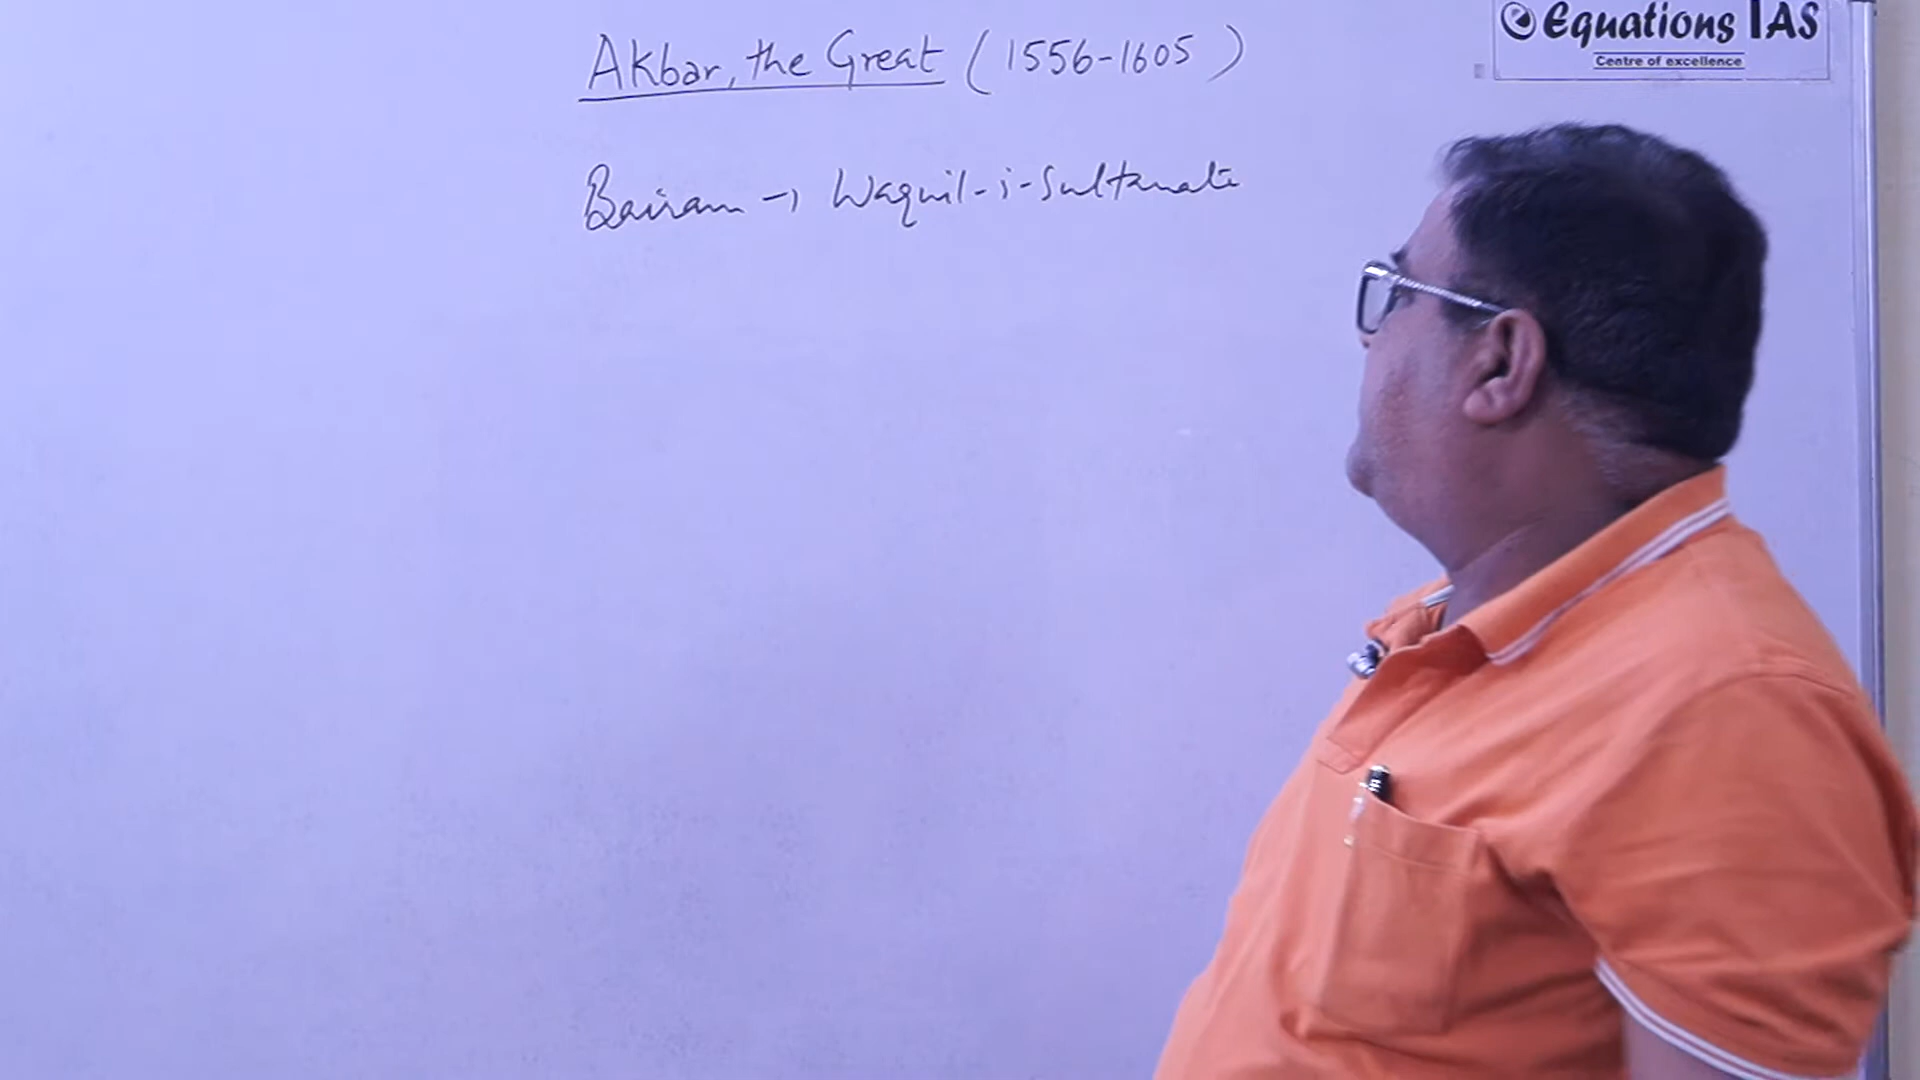 Equations IAS
Centre of excellence
Akbar, the Great (1556-1605)
Bairam → Waquil-i-Sultanate